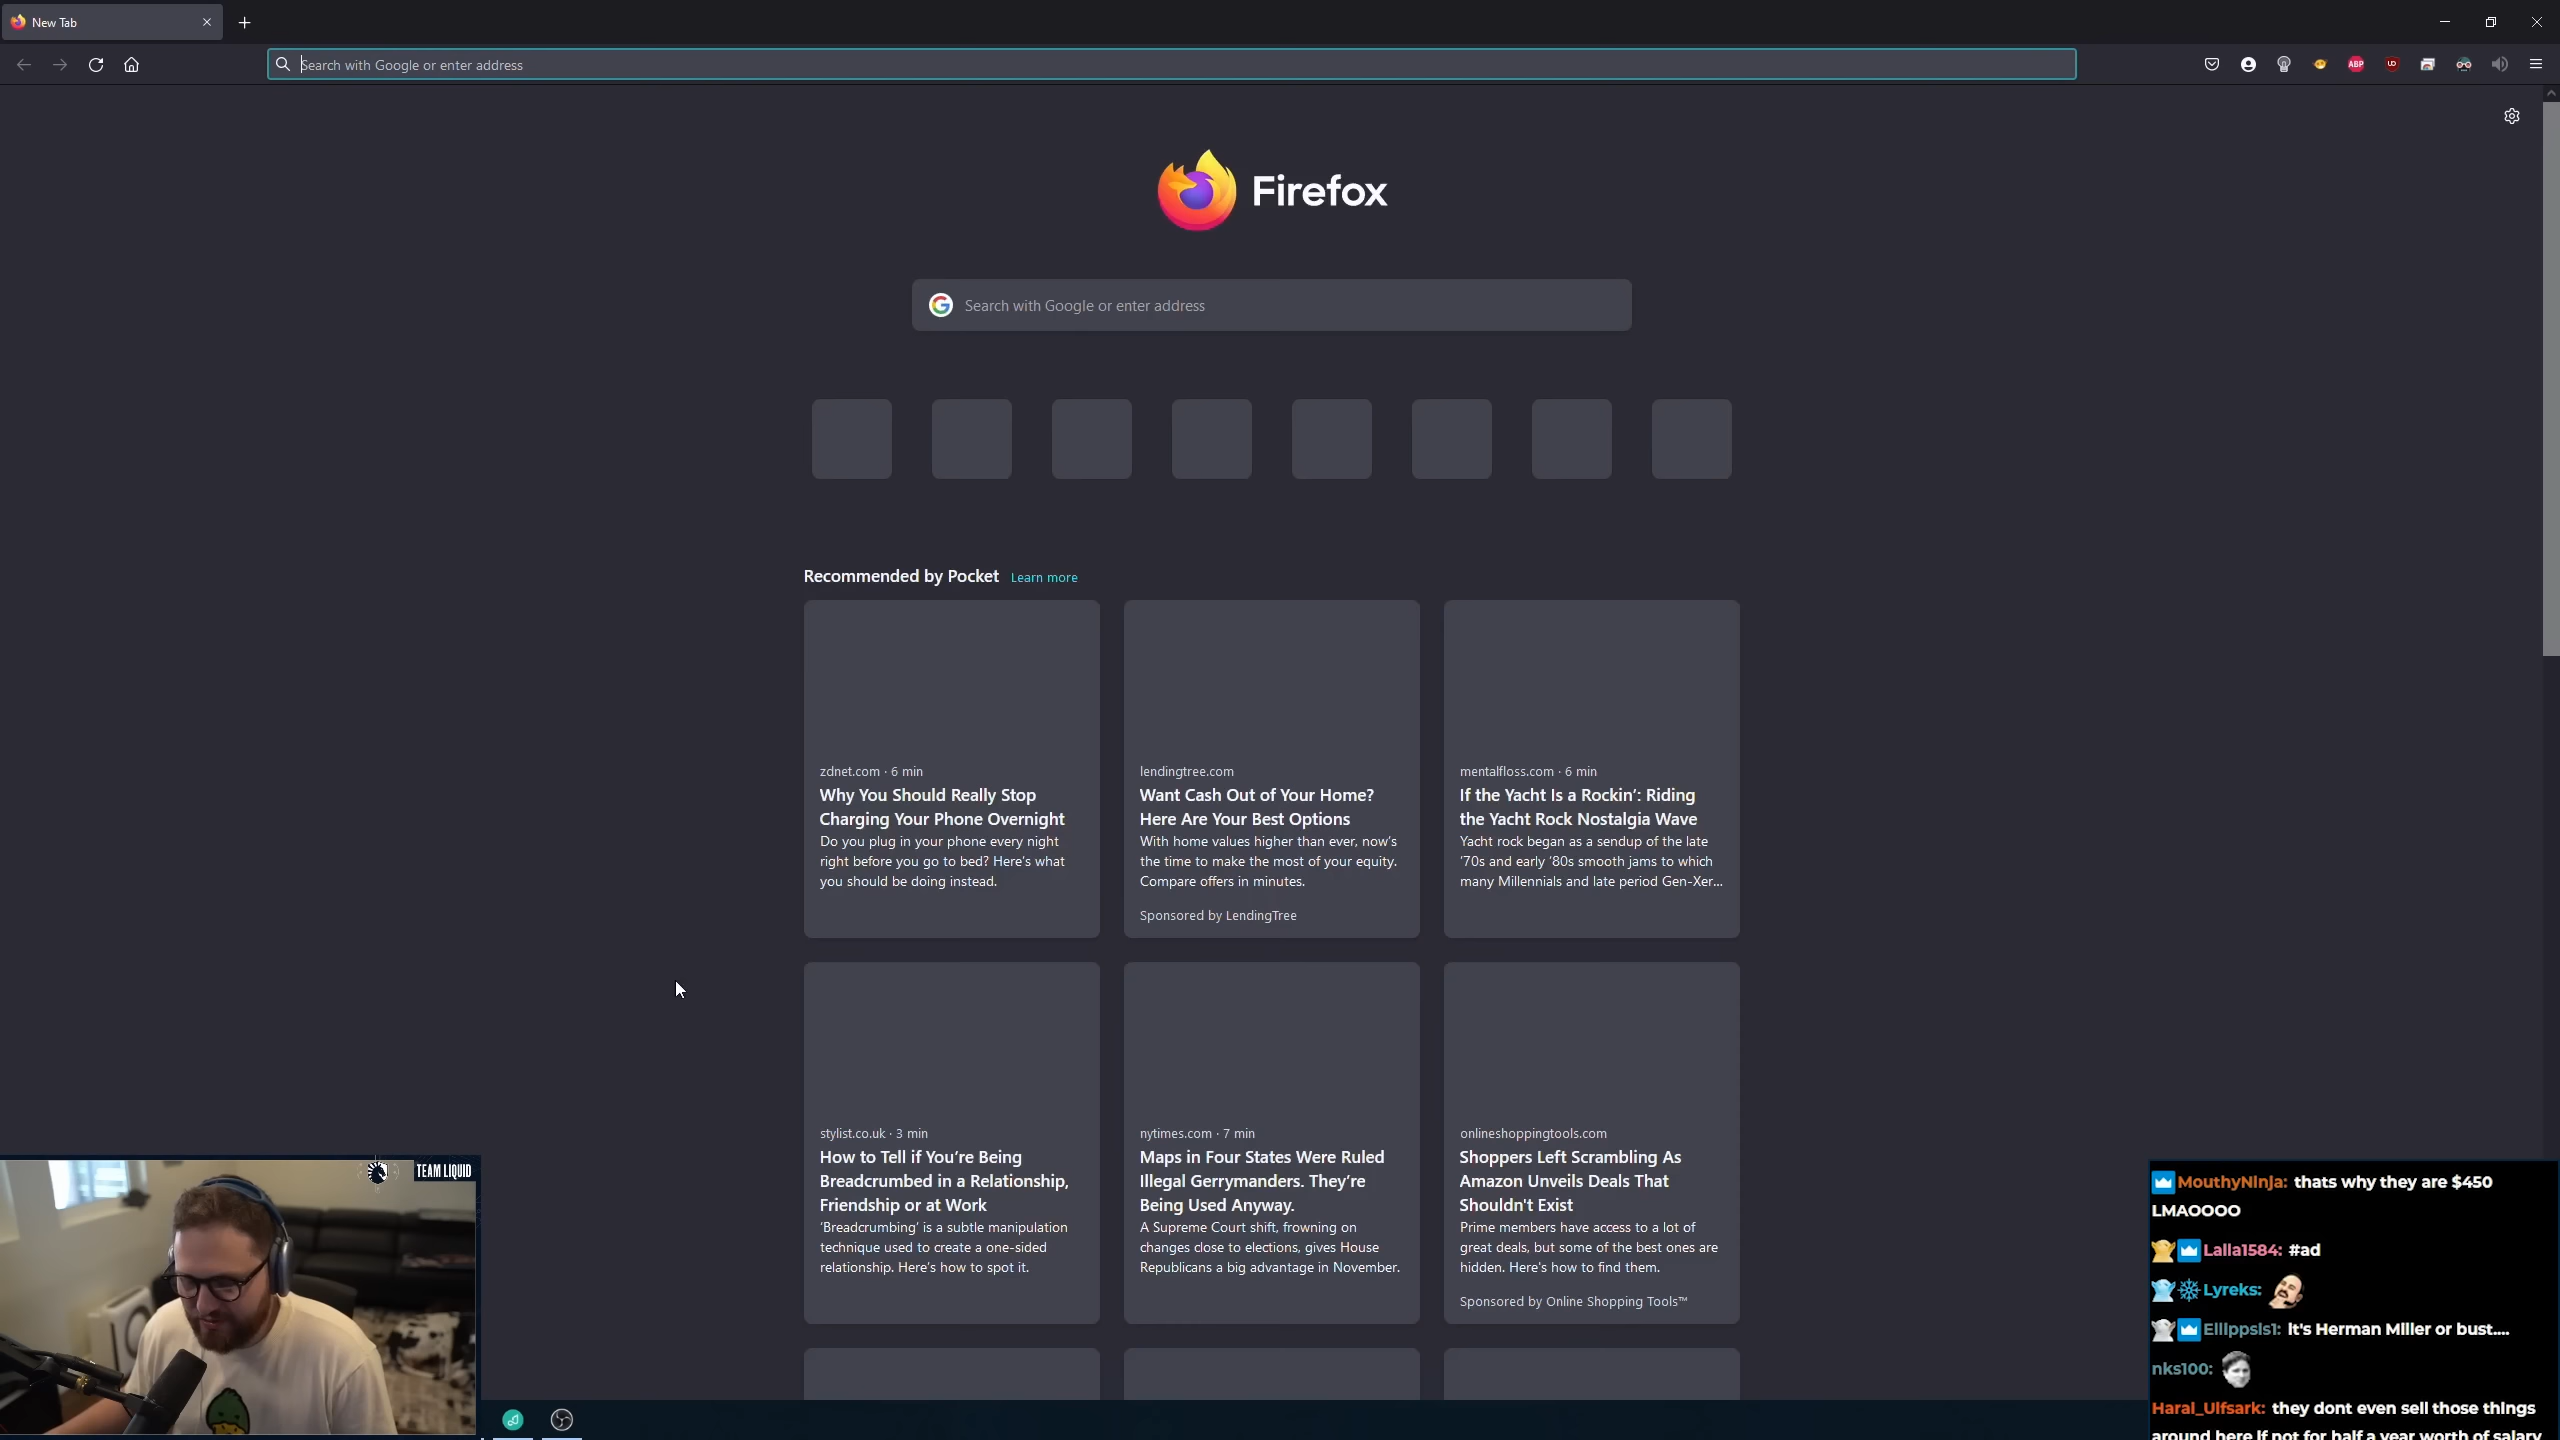 New Tab
Search with Google or enter address
ABP
UD
Firefox
Search with Google or enter address
Recommended by Pocket Learn more
zdnet.com · 6 min
Why You Should Really Stop
Charging Your Phone Overnight
Do you plug in your phone every night
right before you go to bed? Here's what
you should be doing instead.
lendingtree.com
Want Cash Out of Your Home?
Here Are Your Best Options
With home values higher than ever, now's
the time to make the most of your equity.
Compare offers in minutes.
Sponsored by LendingTree
mentalfloss.com · 6 min
If the Yacht Is a Rockin': Riding
the Yacht Rock Nostalgia Wave
Yacht rock began as a sendup of the late
'70s and early '80s smooth jams to which
many Millennials and late period Gen-Xer...
stylist.co.uk · 3 min
How to Tell if You're Being
Breadcrumbed in a Relationship,
Friendship or at Work
'Breadcrumbing' is a subtle manipulation
technique used to create a one-sided
relationship. Here's how to spot it.
nytimes.com · 7 min
Maps in Four States Were Ruled
Illegal Gerrymanders. They're
Being Used Anyway.
A Supreme Court shift, frowning on
changes close to elections, gives House
Republicans a big advantage in November.
onlineshoppingtools.com
Shoppers Left Scrambling As
Amazon Unveils Deals That
Shouldn't Exist
Prime members have access to a lot of
great deals, but some of the best ones are
hidden. Here's how to find them.
Sponsored by Online Shopping Tools™
TEAM LIQUID
MouthyNinja: thats why they are $450
LMAOOOO
Lalla1584: #ad
Lyreks:
Ellippsis1: it's Herman Miller or bust....
nks100:
Haral_Ulfsark: they dont even sell those things
around here if not for half a year worth of salary